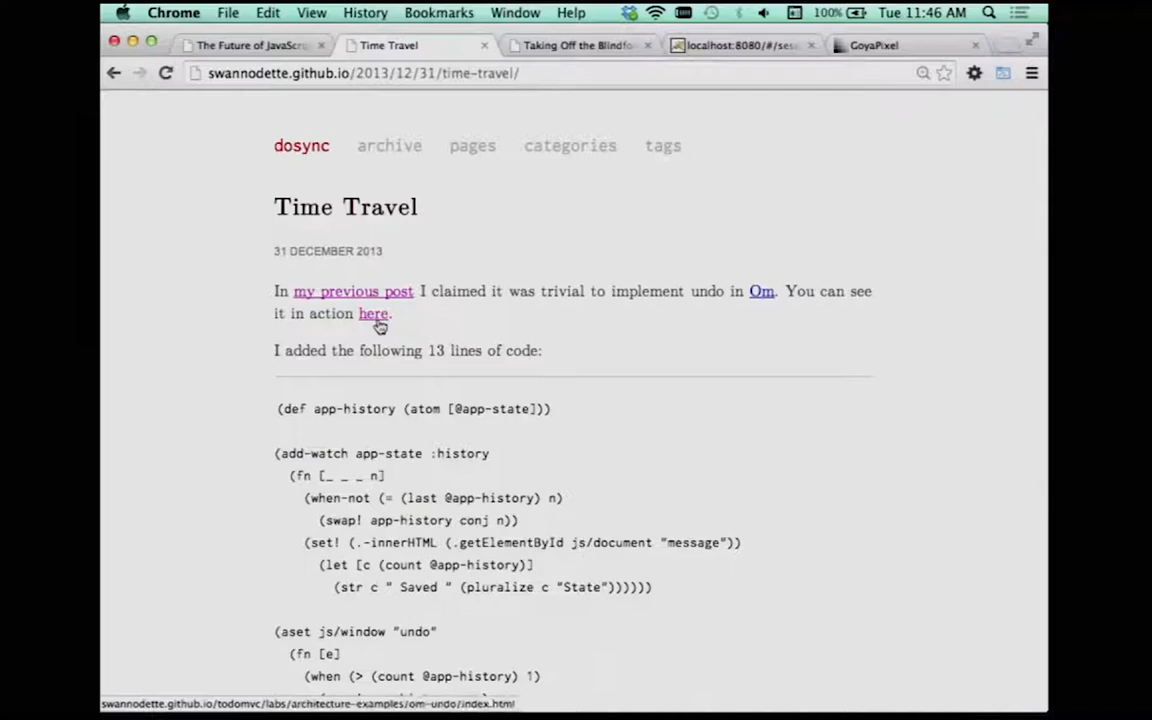 Chrome File Edit View History Bookmarks Window Help 100% Tue 11:46 AM
The Future of JavaScri Time Travel Taking Off the Blindfo localhost:8080/#/ses GoyaPixel
swannodette.github.io/2013/12/31/time-travel/
dosync archive pages categories tags
Time Travel
31 DECEMBER 2013
In my previous post I claimed it was trivial to implement undo in Om. You can see
it in action here.
I added the following 13 lines of code:
(def app-history (atom [@app-state]))
(add-watch app-state :history
(fn [_ _ _ n]
(when-not (= (last @app-history) n)
(swap! app-history conj n))
(set! (.-innerHTML (.getElementById js/document "message"))
(let [c (count @app-history)]
(str c " Saved " (pluralize c "State"))))))
(aset js/window "undo"
(fn [e]
(when (> (count @app-history) 1)
swannodette.github.io/todomvc/labs/architecture-examples/om-undo/index.html